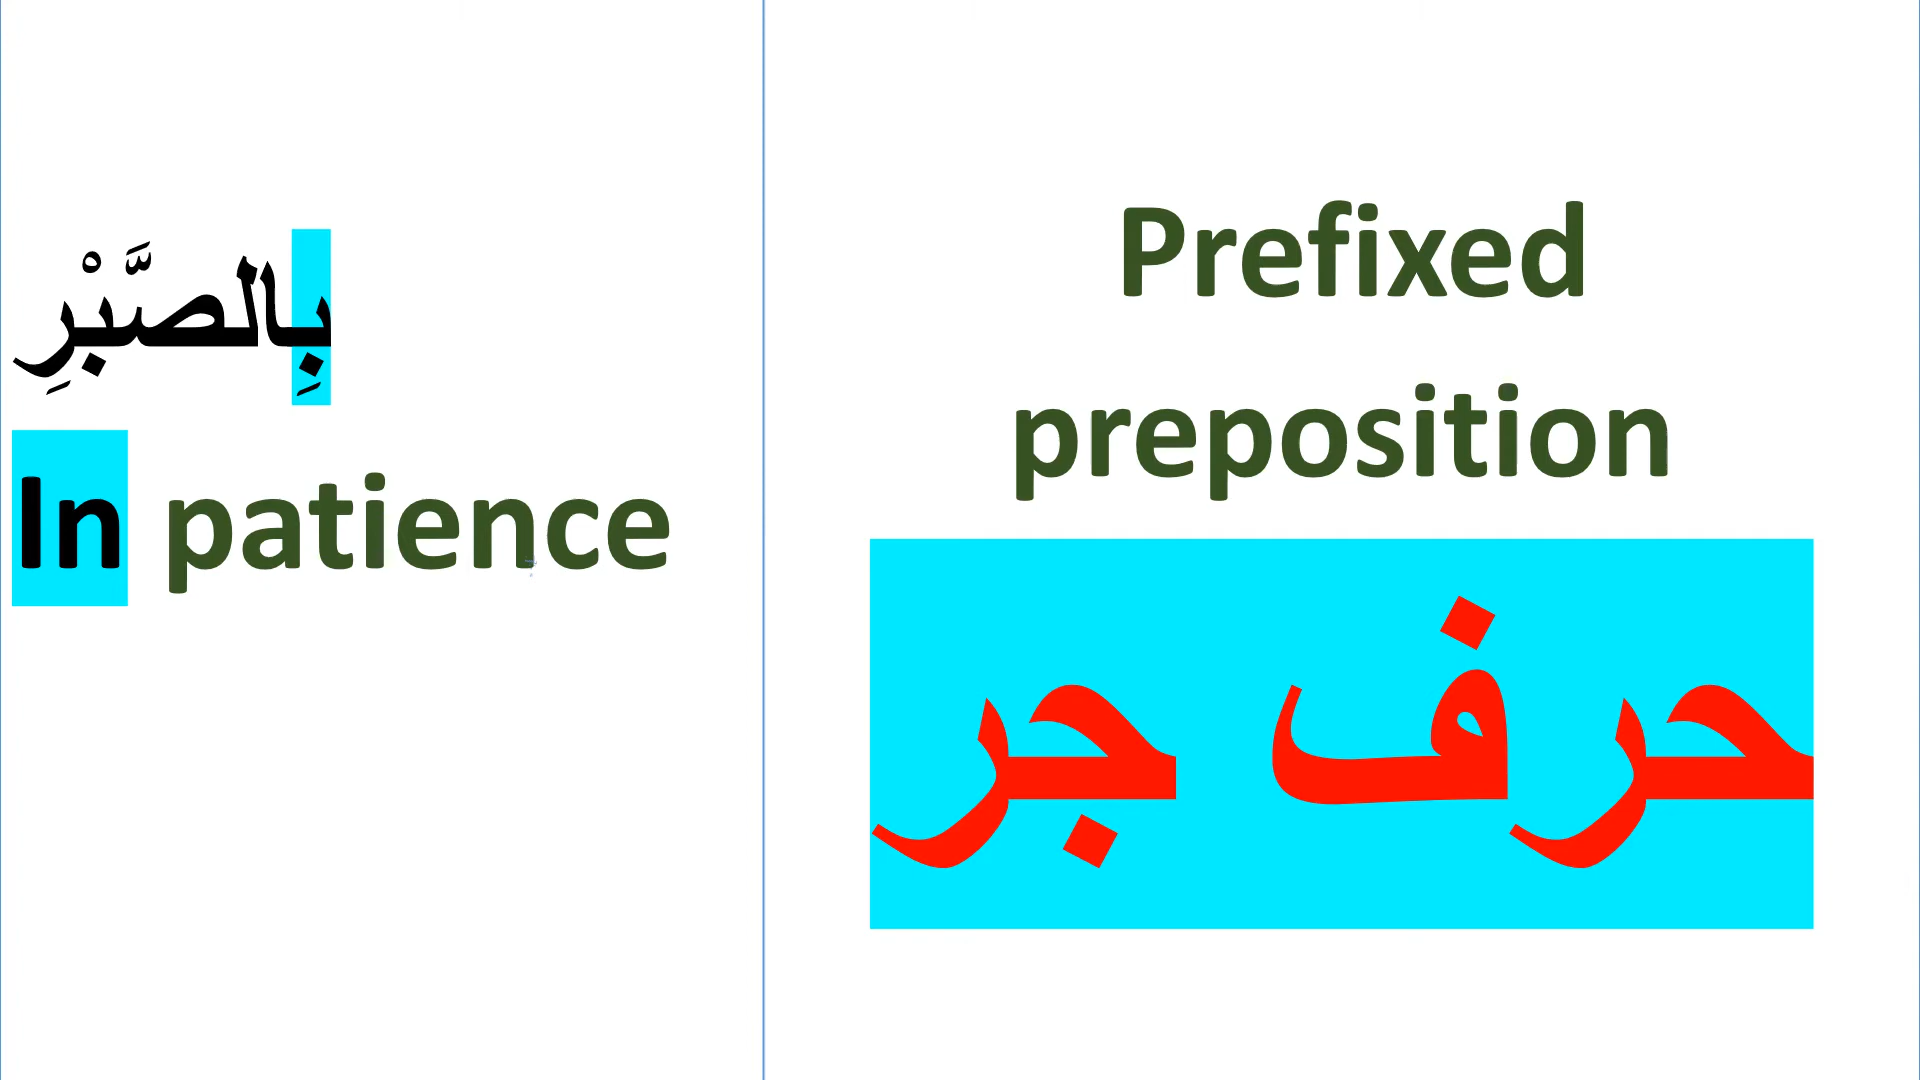 بِالصَّبْرِ
In patience
Prefixed
preposition
حرف جر